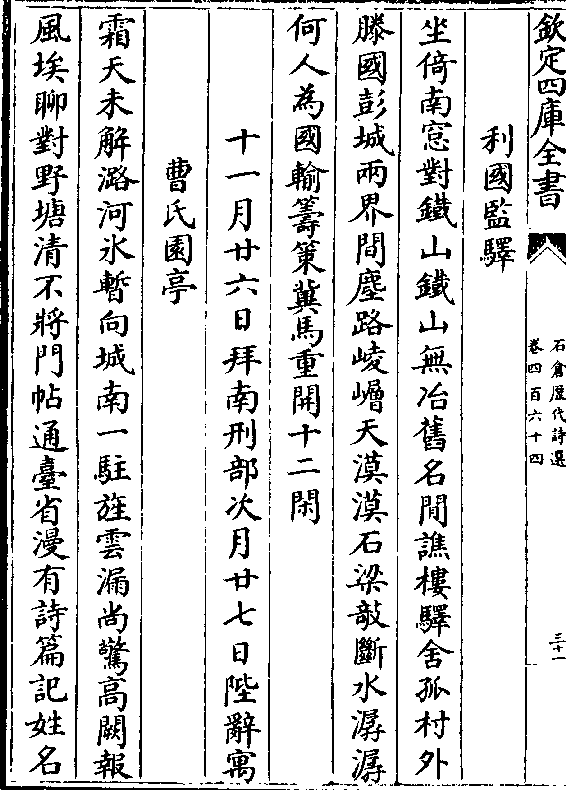 欽定四庫全書
石倉歷代詩選
卷四百六十四
三十一
利國監驛
坐倚南窓對鐵山鐵山無冶舊名閒譙樓驛舍孤村外
滕國彭城兩界間塵路崚嶒天漠漠石梁敧斷水潺潺
何人為國輸籌策冀馬重開十二閑
十一月廿六日拜南刑部次月廿七日陛辭寓
曹氏園亭
霜天未解潞河氷暫向城南一駐旌雲漏尚驚髙闕報
風埃聊對野塘清不將門帖通臺省漫有詩篇記姓名